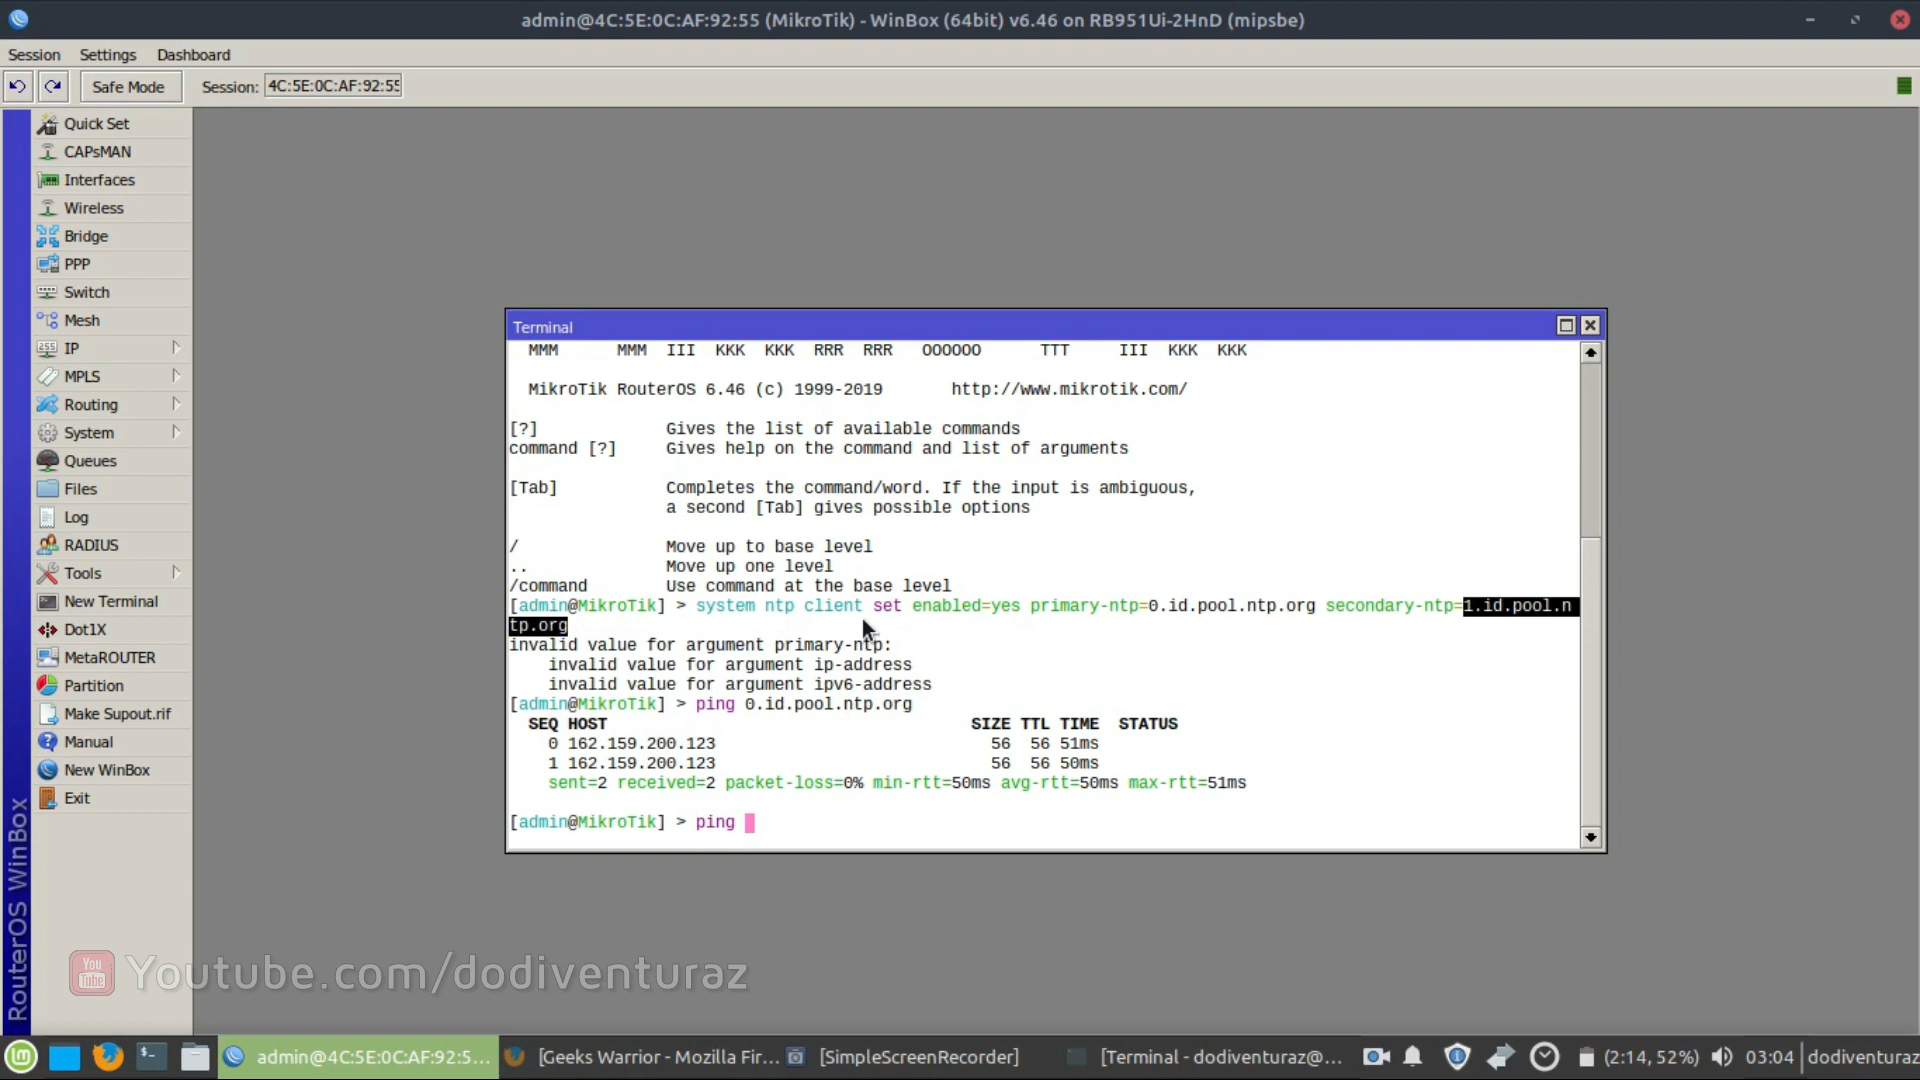 admin@4C:5E:0C:AF:92:55 (MikroTik) - WinBox (64bit) v6.46 on RB951Ui-2HnD (mipsbe)
Session Settings Dashboard
Safe Mode Session: 4C:5E:0C:AF:92:55
Quick Set
CAPsMAN
Interfaces
Wireless
Bridge
PPP
Switch
Mesh
IP
MPLS
Routing
System
Queues
Files
Log
RADIUS
Tools
New Terminal
Dot1X
MetaROUTER
Partition
Make Supout.rif
Manual
New WinBox
Exit
RouterOS WinBox
Terminal
MMM MMM III KKK KKK RRR RRR OOOOOO TTT III KKK KKK
MikroTik RouterOS 6.46 (c) 1999-2019 http://www.mikrotik.com/
[?] Gives the list of available commands
command [?] Gives help on the command and list of arguments
[Tab] Completes the command/word. If the input is ambiguous,
a second [Tab] gives possible options
/ Move up to base level
.. Move up one level
/command Use command at the base level
[admin@MikroTik] > system ntp client set enabled=yes primary-ntp=0.id.pool.ntp.org secondary-ntp=1.id.pool.n
tp.org
invalid value for argument primary-ntp:
invalid value for argument ip-address
invalid value for argument ipv6-address
[admin@MikroTik] > ping 0.id.pool.ntp.org
SEQ HOST SIZE TTL TIME STATUS
0 162.159.200.123 56 56 51ms
1 162.159.200.123 56 56 50ms
sent=2 received=2 packet-loss=0% min-rtt=50ms avg-rtt=50ms max-rtt=51ms
[admin@MikroTik] > ping
You Tube Youtube.com/dodiventuraz
admin@4C:5E:0C:AF:92:5... [Geeks Warrior - Mozilla Fir... [SimpleScreenRecorder] [Terminal - dodiventuraz@... (2:14, 52%) 03:04 dodiventuraz